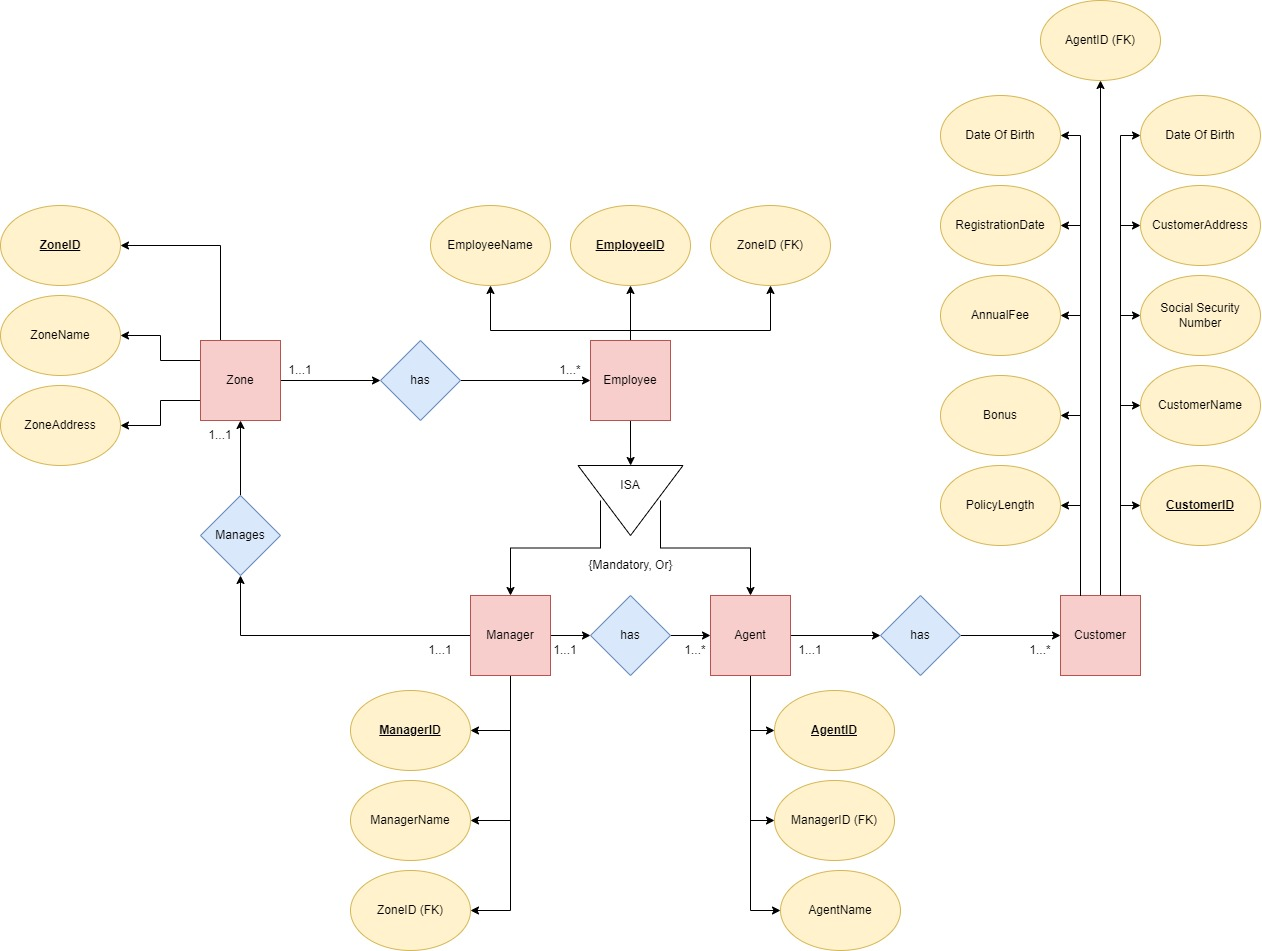 AgentID (FK)
Date Of Birth
Date Of Birth
RegistrationDate
CustomerAddress
ZoneID
EmployeeName
EmployeeID
ZoneID (FK)
AnnualFee
Social Security
Number
ZoneName
Zone
1...1
has
1...*
Employee
Bonus
CustomerName
ZoneAddress
1...1
ISA
PolicyLength
CustomerID
Manages
{Mandatory, Or}
1...1
Manager
1...1
has
1...*
Agent
1...1
has
1...*
Customer
ManagerID
AgentID
ManagerName
ManagerID (FK)
ZoneID (FK)
AgentName